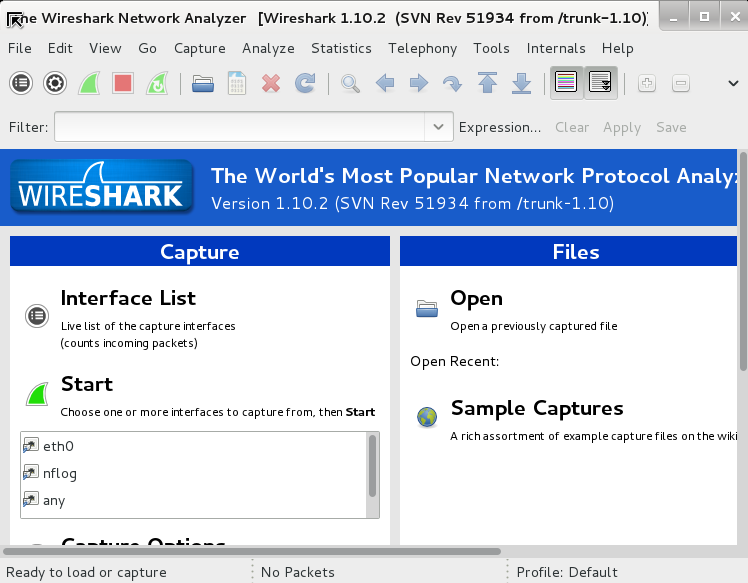 The Wireshark Network Analyzer [Wireshark 1.10.2 (SVN Rev 51934 from /trunk-1.10)]
File Edit View Go Capture Analyze Statistics Telephony Tools Internals Help
Filter: Expression... Clear Apply Save
WIRESHARK
The World's Most Popular Network Protocol Analyz
Version 1.10.2 (SVN Rev 51934 from /trunk-1.10)
Capture
Interface List
Live list of the capture interfaces
(counts incoming packets)
Start
Choose one or more interfaces to capture from, then Start
eth0
nflog
any
Capture Options
Files
Open
Open a previously captured file
Open Recent:
Sample Captures
A rich assortment of example capture files on the wiki
Ready to load or capture No Packets Profile: Default